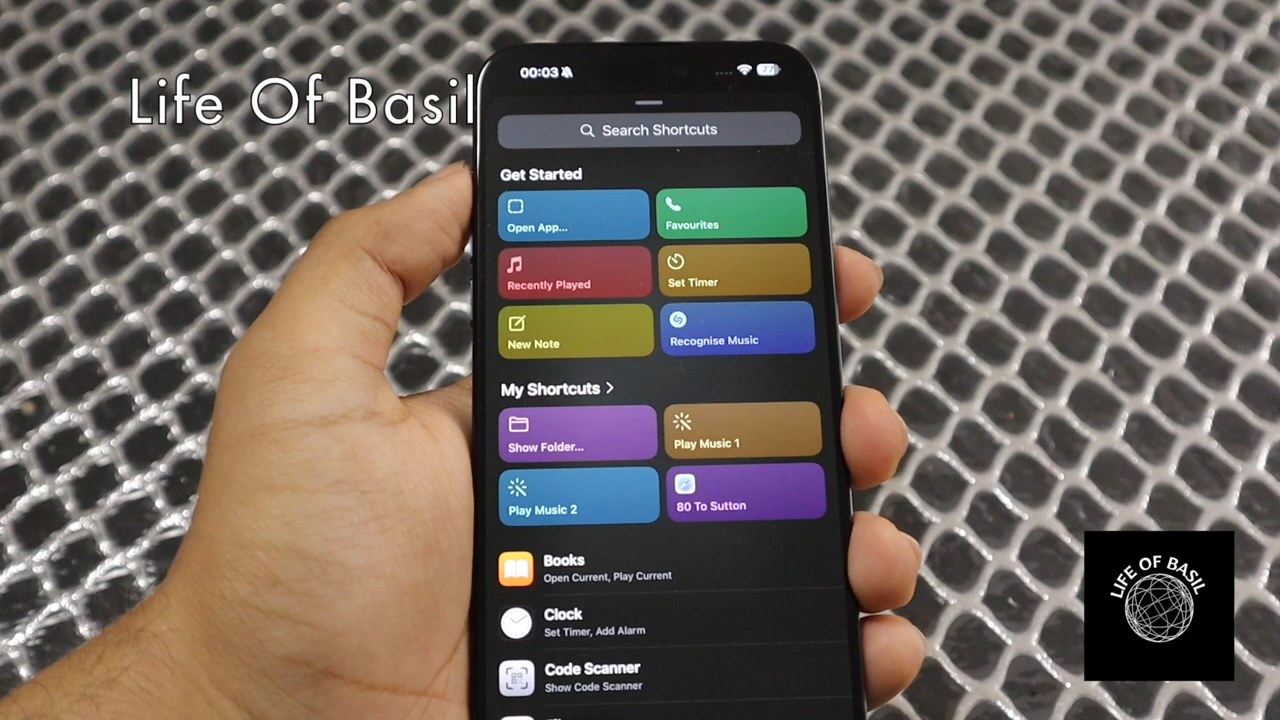 Life Of Basil
00:03
77
Search Shortcuts
Get Started
Open App...
Favourites
Recently Played
Set Timer
New Note
Recognise Music
My Shortcuts >
Show Folder...
Play Music 1
Play Music 2
80 To Sutton
Books
Open Current, Play Current
Clock
Set Timer, Add Alarm
Code Scanner
Show Code Scanner
LIFE OF BASIL